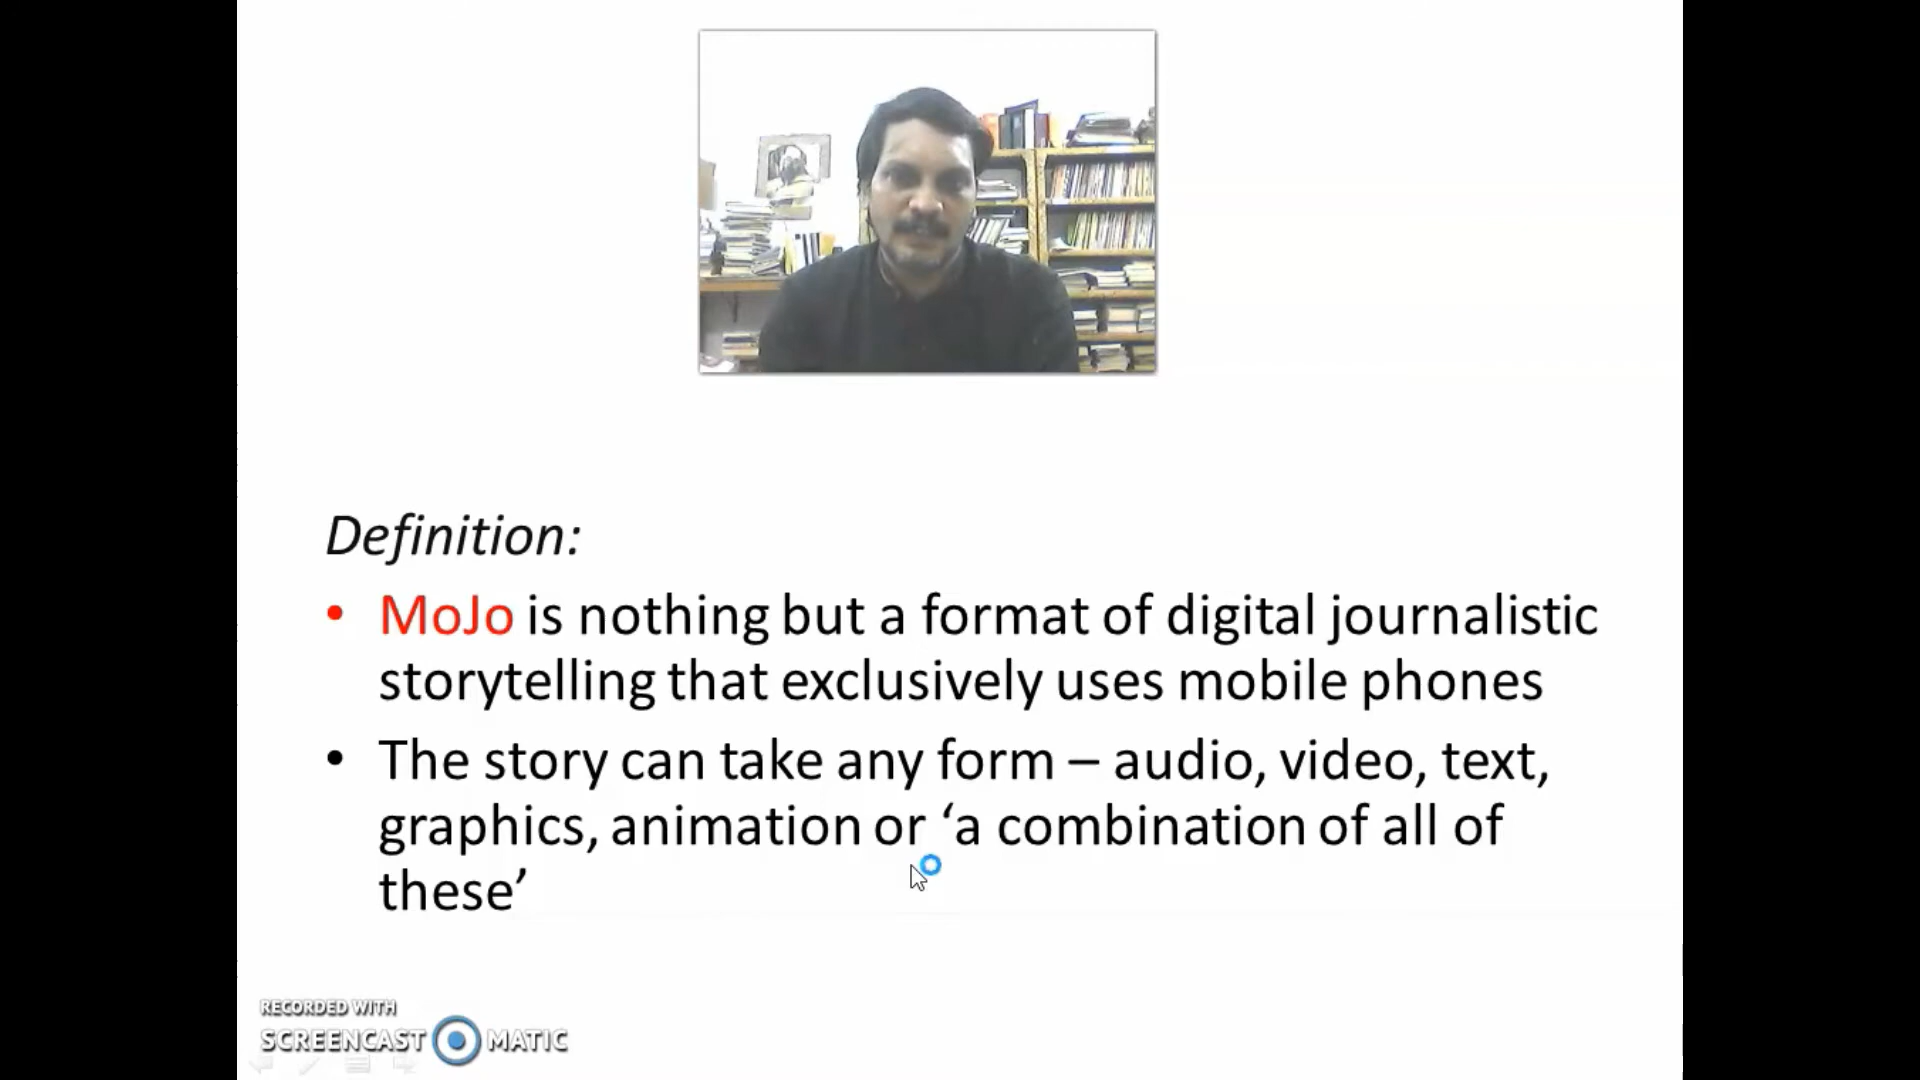 Definition:
• MoJo is nothing but a format of digital journalistic
storytelling that exclusively uses mobile phones
• The story can take any form – audio, video, text,
graphics, animation or ‘a combination of all of
these’
RECORDED WITH
SCREENCAST MATIC